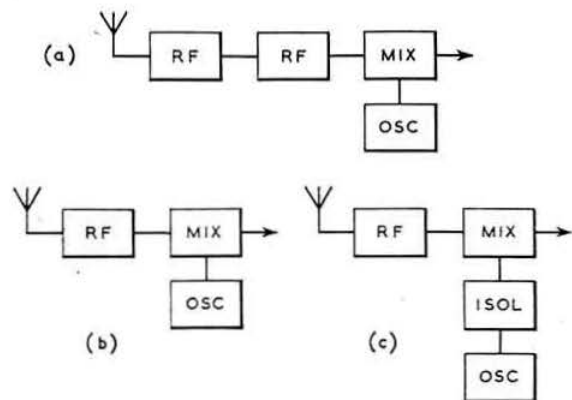 (a) RF RF MIX
OSC
RF MIX
OSC
(b)
RF MIX
ISOL
OSC
(c)